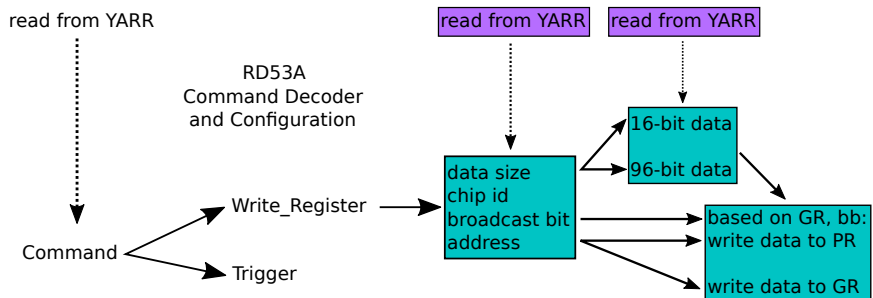 read from YARR
read from YARR
read from YARR
RD53A
Command Decoder
and Configuration
16-bit data
96-bit data
data size
chip id
broadcast bit
address
Write_Register
Command
Trigger
based on GR, bb:
write data to PR
write data to GR